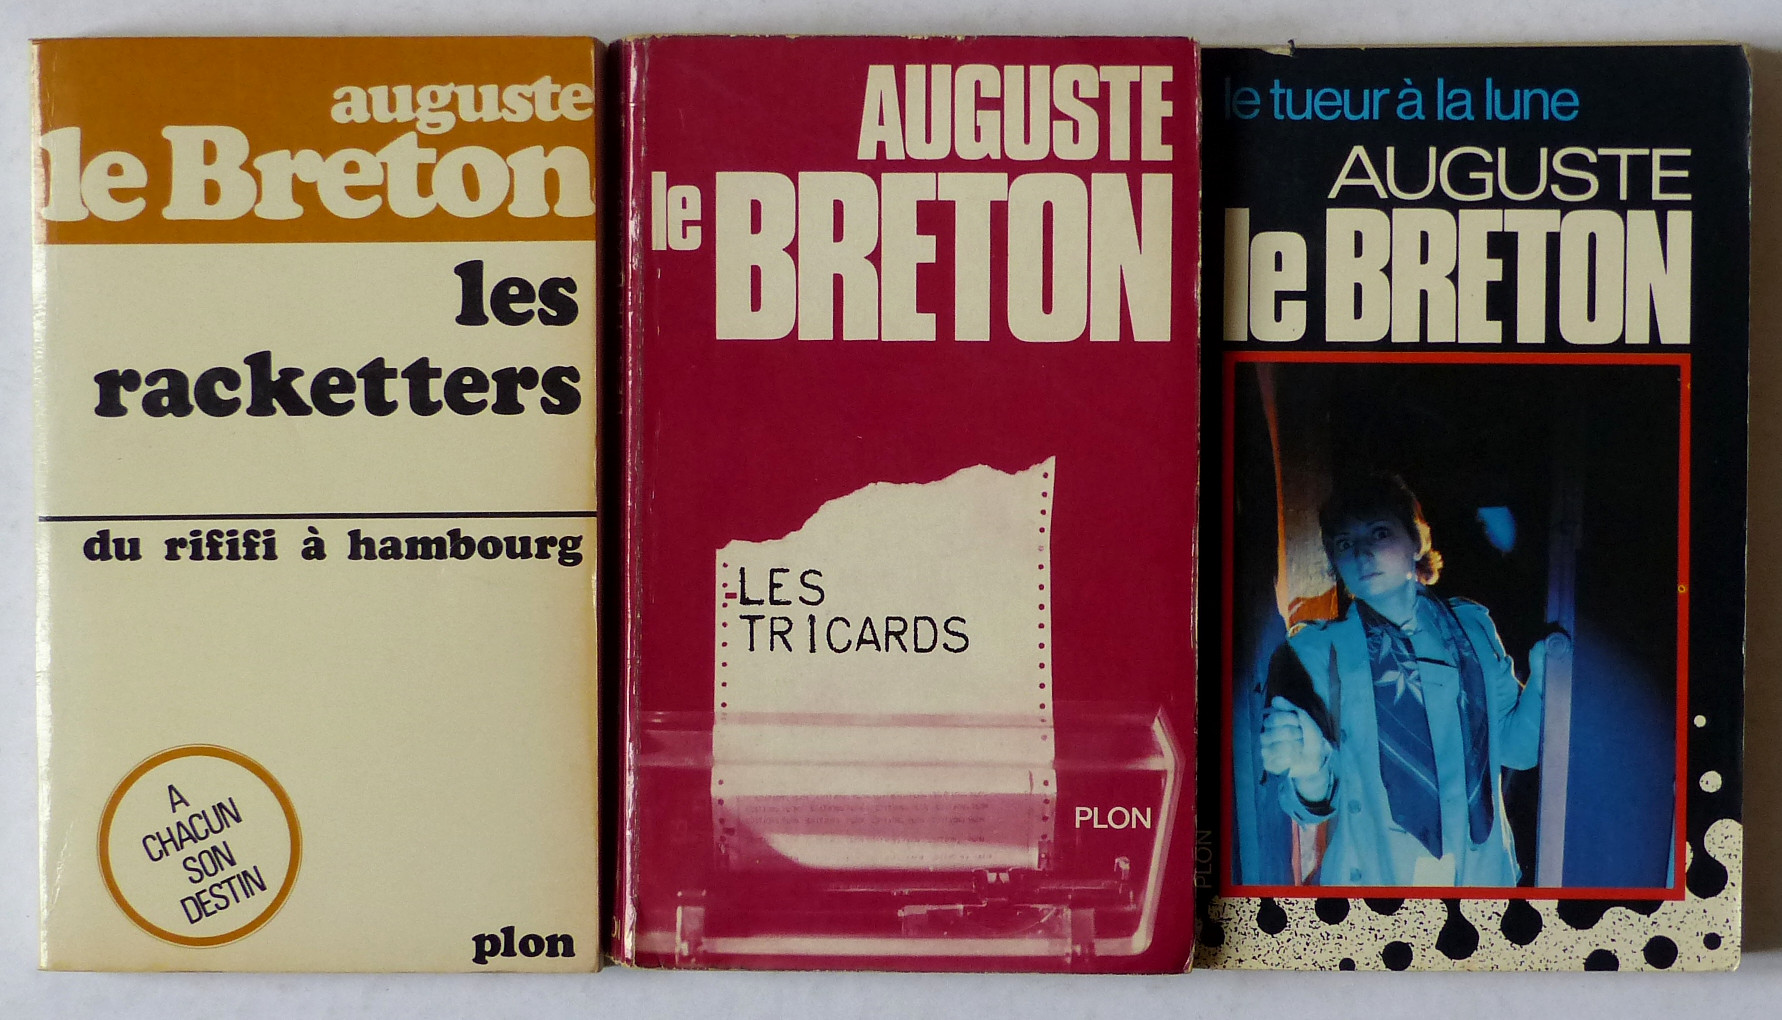 auguste
le Breton
les
racketters
du rififi à hambourg
A
CHACUN
SON
DESTIN
plon
AUGUSTE
le BRETON
LES
TRICARDS
PLON
le tueur à la lune
AUGUSTE
le BRETON
PLON